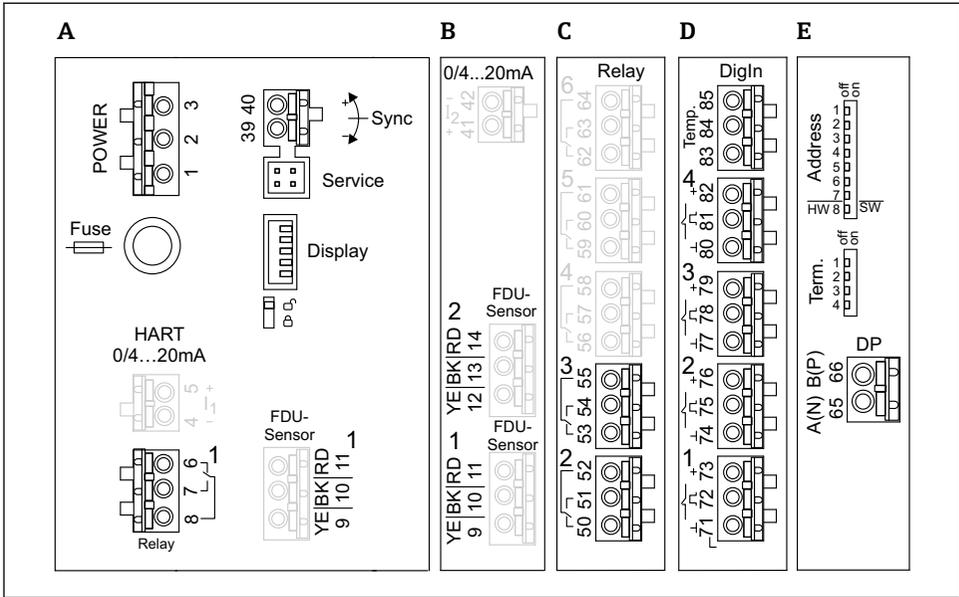 A
B
C
D
E
POWER
3
2
1
39 40
+
-
Sync
Service
Fuse
Display
HART
0/4...20mA
5
4
+
I1
-
6
7
8
1
Relay
FDU-
Sensor
1
YE|BK|RD
9|10|11
0/4...20mA
-
I2
+
42
41
FDU-
Sensor
2
YE|BK|RD
12|13|14
FDU-
Sensor
1
YE|BK|RD
9|10|11
Relay
6
64
63
62
5
61
60
59
4
58
57
56
3
55
54
53
2
52
51
50
DigIn
Temp.
85
84
83
4
+
82
81
80
3
+
79
78
77
2
+
76
75
74
1
+
73
72
71
off
on
Address
1
2
3
4
5
6
7
HW 8 SW
off
on
Term.
1
2
3
4
DP
A(N) B(P)
65 66